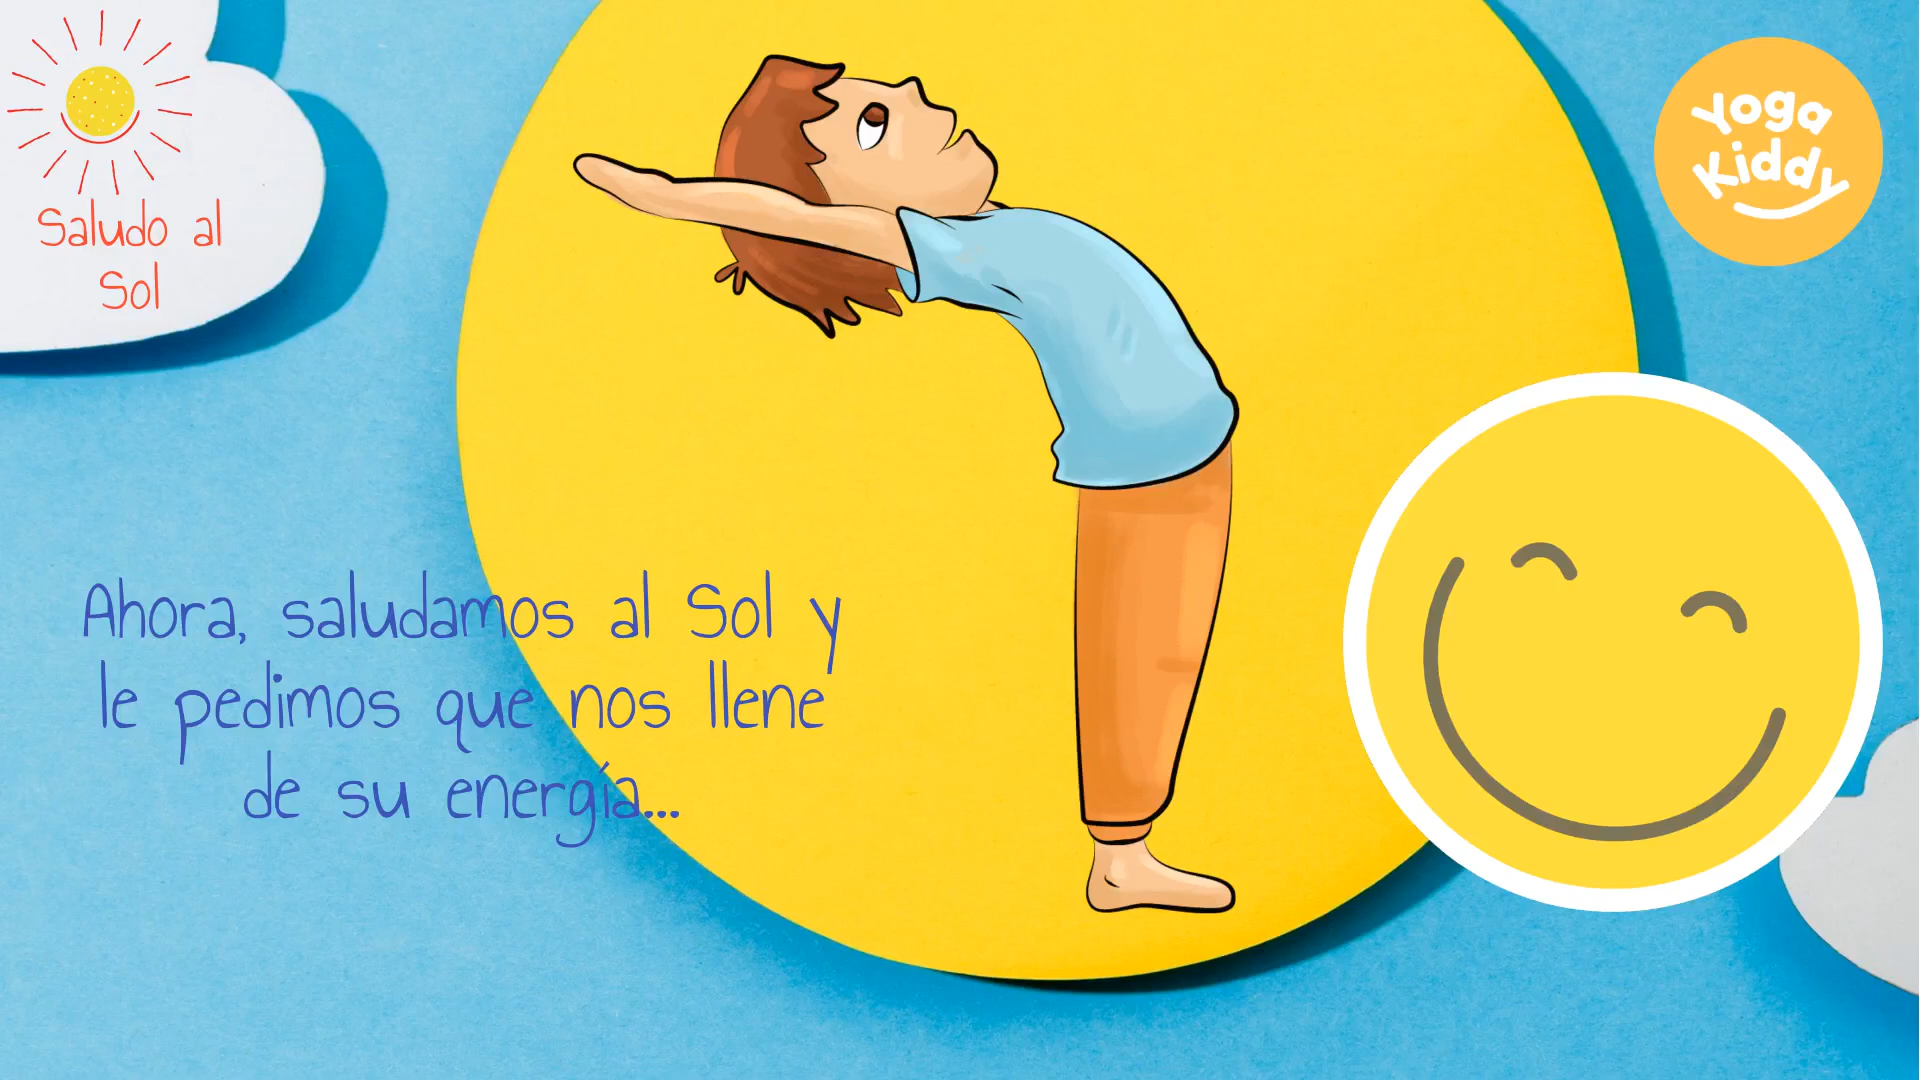 Saludo al
Sol
Yoga
Kiddy
Ahora, saludamos al Sol y
le pedimos que nos llene
de su energía...